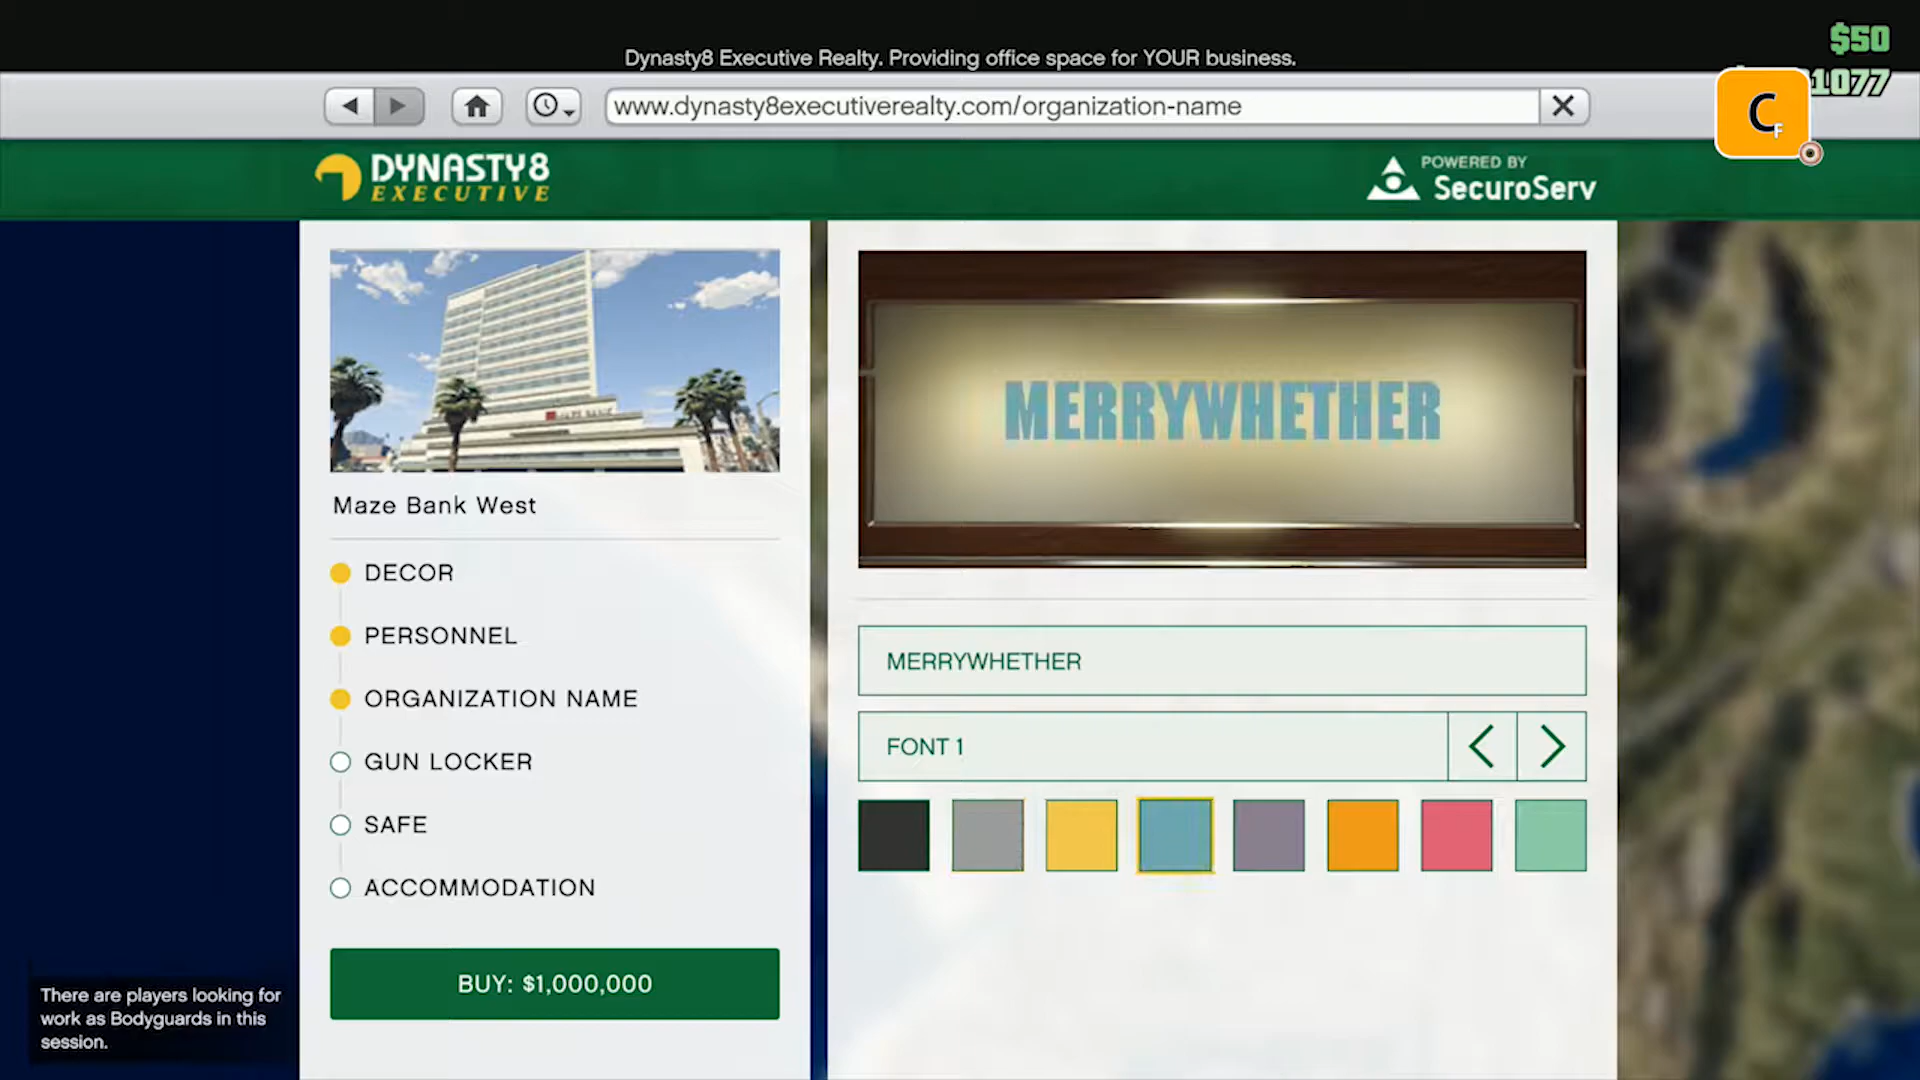 Dynasty8 Executive Realty. Providing office space for YOUR business.
$50
1077
www.dynasty8executiverealty.com/organization-name
C
F
DYNASTY8
EXECUTIVE
POWERED BY
SecuroServ
MAZE BANK
MERRYWHETHER
Maze Bank West
DECOR
PERSONNEL
ORGANIZATION NAME
GUN LOCKER
SAFE
ACCOMMODATION
BUY: $1,000,000
MERRYWHETHER
FONT 1
There are players looking for
work as Bodyguards in this
session.